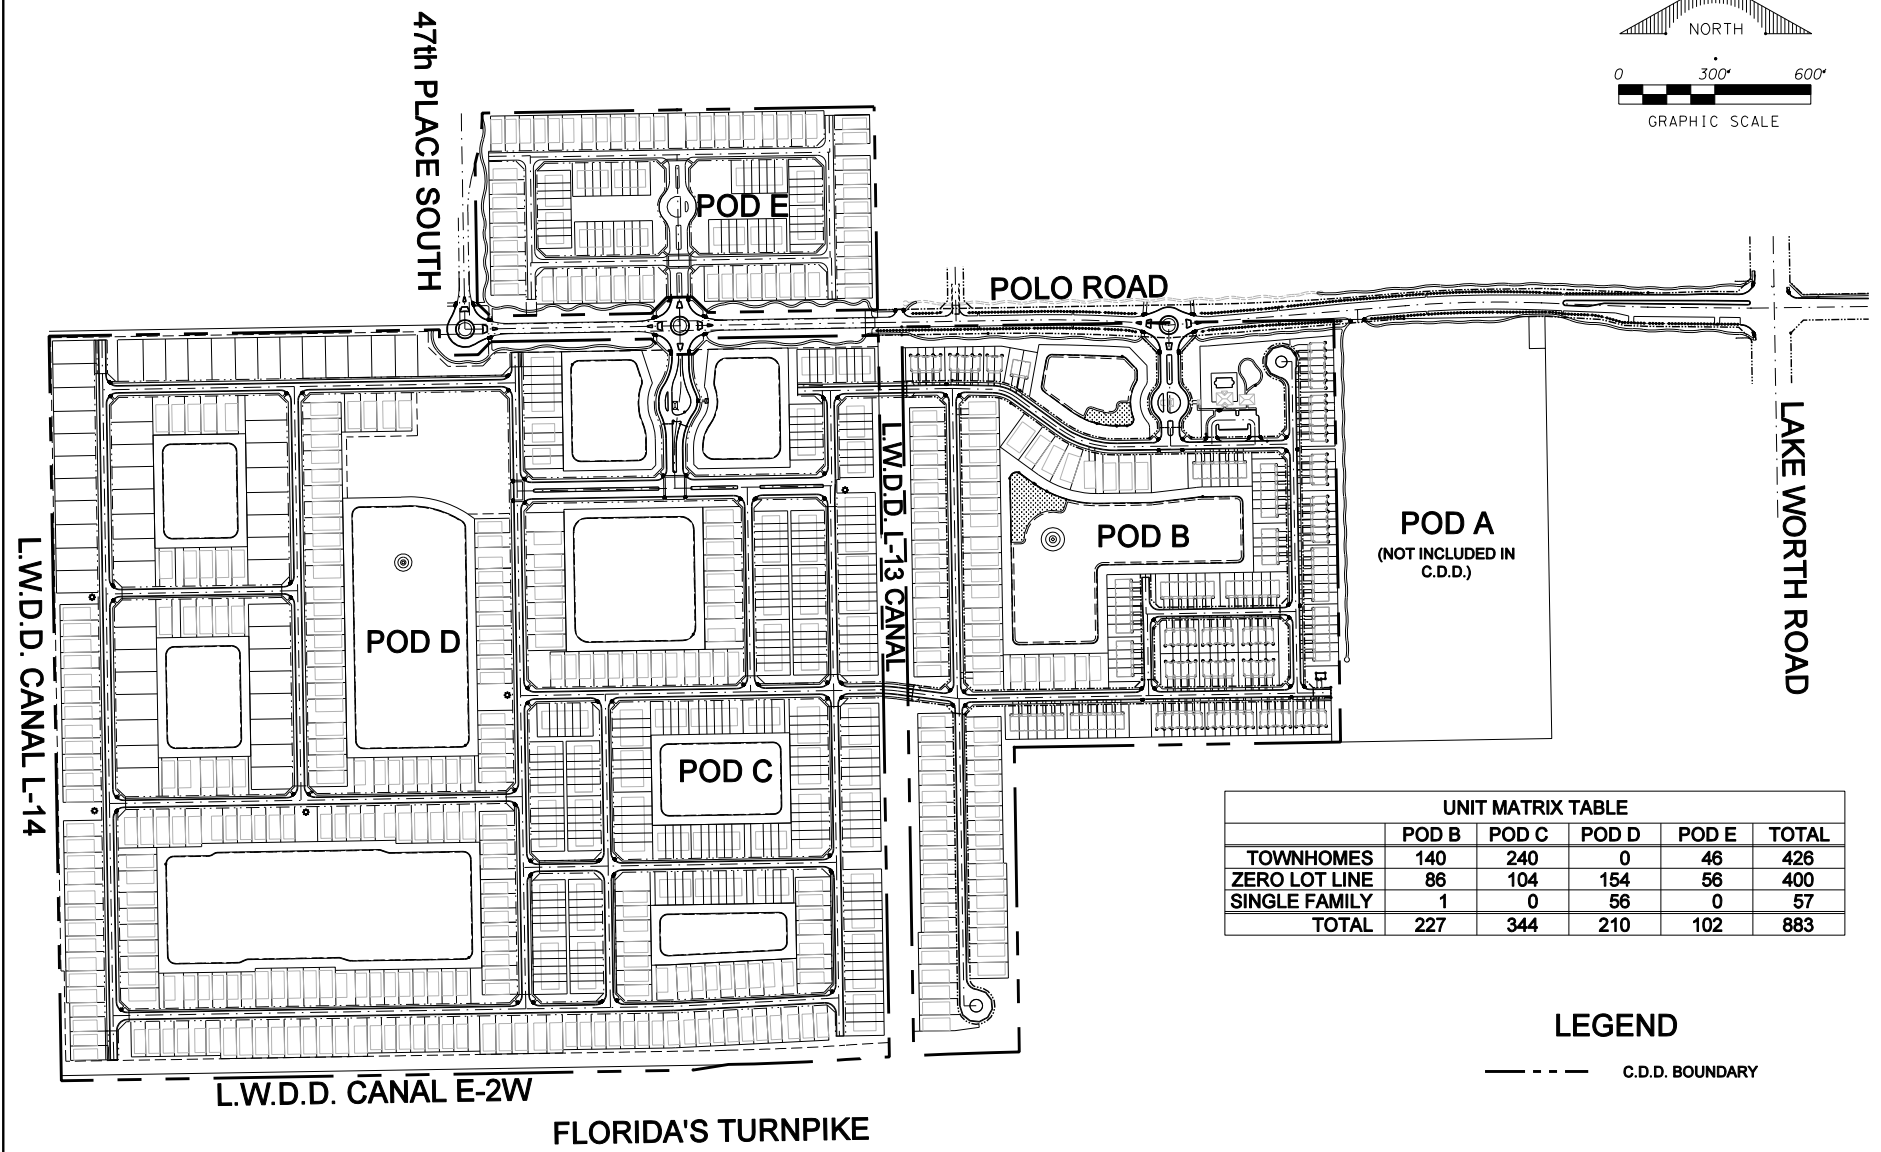 NORTH
0 300' 600'
GRAPHIC SCALE
47th PLACE SOUTH
POD E
POLO ROAD
LAKE WORTH ROAD
L.W.D.D. L-13 CANAL
POD B
POD A
(NOT INCLUDED IN
C.D.D.)
L.W.D.D. CANAL L-14
POD D
POD C
UNIT MATRIX TABLE
POD B POD C POD D POD E TOTAL
TOWNHOMES 140 240 0 46 426
ZERO LOT LINE 86 104 154 56 400
SINGLE FAMILY 1 0 56 0 57
TOTAL 227 344 210 102 883
LEGEND
C.D.D. BOUNDARY
L.W.D.D. CANAL E-2W
FLORIDA'S TURNPIKE